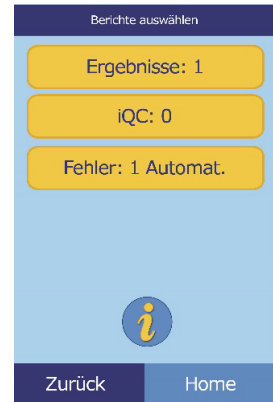 Berichte auswählen
Ergebnisse: 1
iQC: 0
Fehler: 1 Automat.
i
Zurück Home